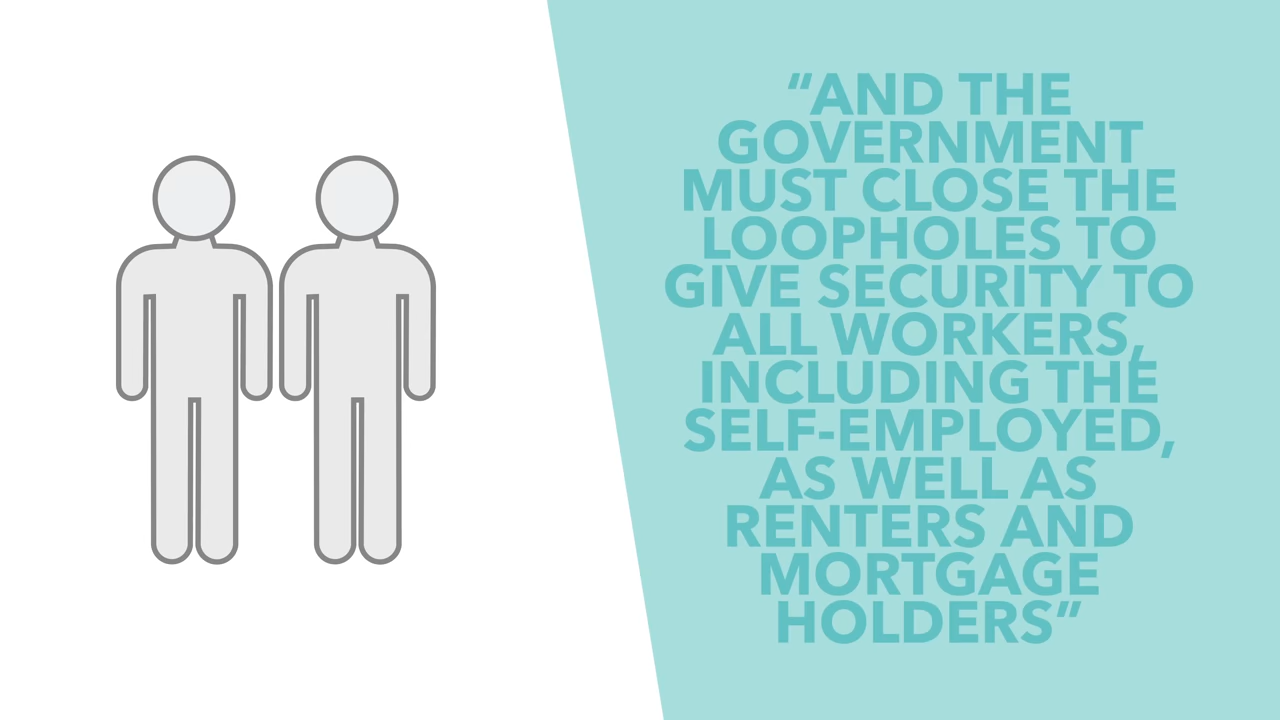 “AND THE
GOVERNMENT
MUST CLOSE THE
LOOPHOLES TO
GIVE SECURITY TO
ALL WORKERS,
INCLUDING THE
SELF-EMPLOYED,
AS WELL AS
RENTERS AND
MORTGAGE
HOLDERS”